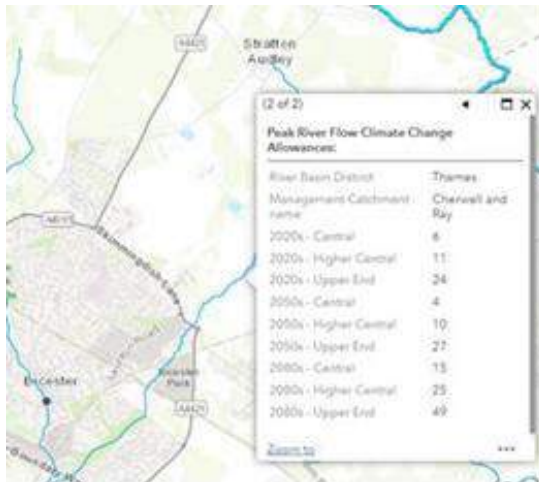 A4421
Stratton
Audley
(2 of 2)
Peak River Flow Climate Change
Allowances:
River Basin District Thames
Management Catchment Cherwell and
name Ray
2020s - Central 6
2020s - Higher Central 11
2020s - Upper End 24
2050s - Central 4
2050s - Higher Central 10
2050s - Upper End 27
2080s - Central 15
2080s - Higher Central 25
2080s - Upper End 49
Zoom to
Bicester
Park
A4421